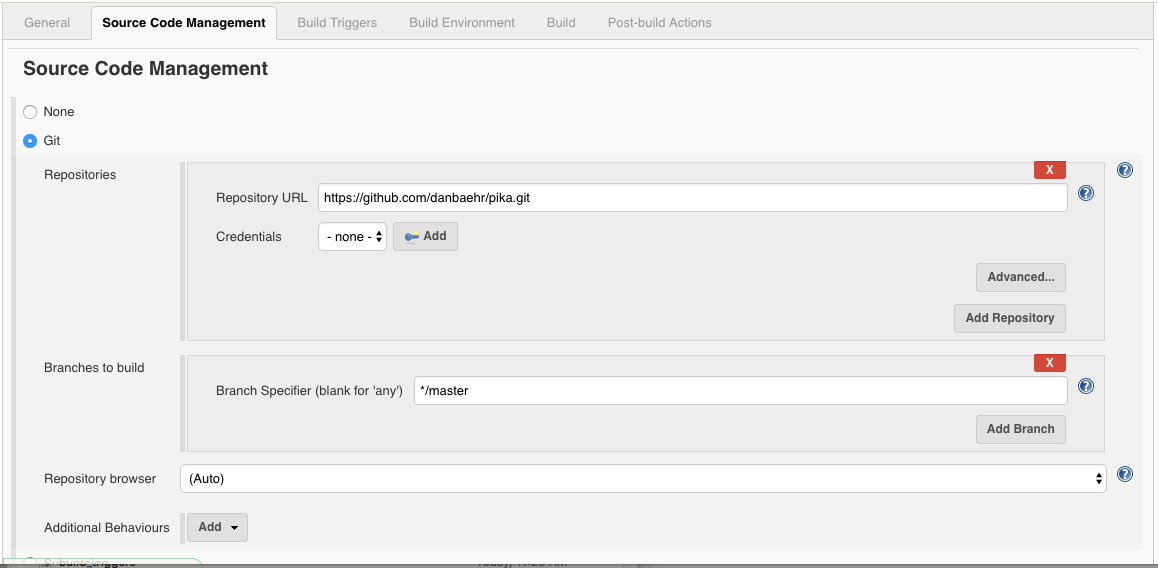 General Source Code Management Build Triggers Build Environment Build Post-build Actions
Source Code Management
None
Git
Repositories
X
Repository URL https://github.com/danbaehr/pika.git
Credentials - none - Add
Advanced...
Add Repository
Branches to build
X
Branch Specifier (blank for 'any') */master
Add Branch
Repository browser (Auto)
Additional Behaviours Add